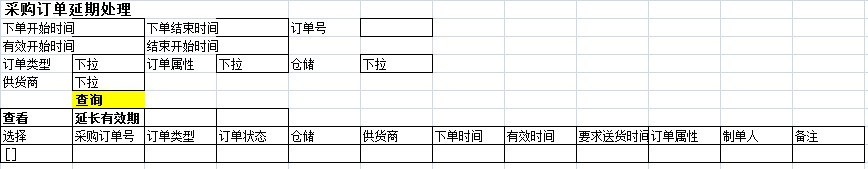 采购订单延期处理
下单开始时间 下单结束时间 订单号
有效开始时间 结束开始时间
订单类型 下拉 订单属性 下拉 仓储 下拉
供货商 下拉
查询
查看 延长有效期
选择 采购订单号 订单类型 订单状态 仓储 供货商 下单时间 有效时间 要求送货时间 订单属性 制单人 备注
[]